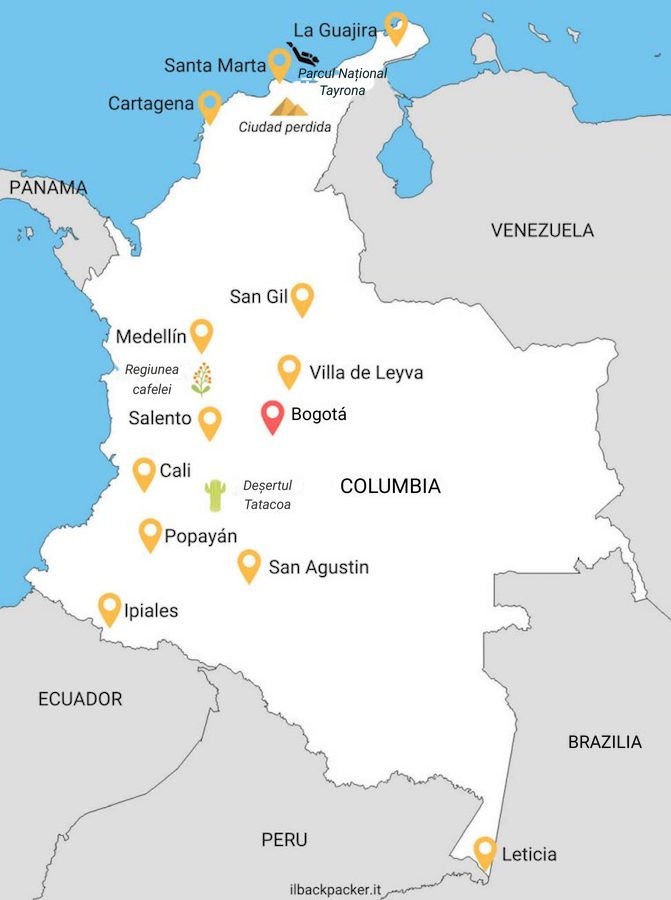 La Guajira
Santa Marta
Parcul Național
Tayrona
Cartagena
Ciudad perdida
PANAMA
VENEZUELA
San Gil
Medellín
Regiunea
cafelei
Villa de Leyva
Salento
Bogotá
Cali
Deșertul
Tatacoa
COLUMBIA
Popayán
San Agustin
Ipiales
ECUADOR
BRAZILIA
PERU
Leticia
ilbackpacker.it